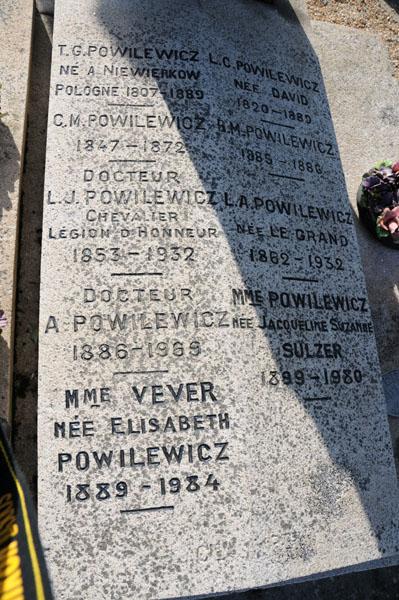 T.G. POWILEWICZ
NÉ A NIEWIERKOW
POLOGNE 1807-1889
C.M. POWILEWICZ
1847-1872
DOCTEUR
L.J. POWILEWICZ
CHEVALIER
LÉGION D'HONNEUR
1853-1932
DOCTEUR
A. POWILEWICZ
1886-1969
MME VEVER
NÉE ELISABETH
POWILEWICZ
1889-1984
L.C. POWILEWICZ
NÉE DAVID
1820-1889
M. POWILEWICZ
1885-1886
L.A. POWILEWICZ
NÉE LE GRAND
1862-1932
MME POWILEWICZ
NÉE JACQUELINE SUZANNE
SULZER
1899-1980